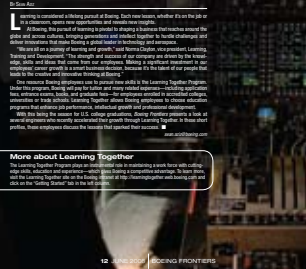 BY SEAN AZIZ
Learning is considered a lifelong pursuit at Boeing. Each new lesson, whether it's on the job or
in a classroom, opens new opportunities and reveals new insights.
At Boeing, this pursuit of learning is pivotal to shaping a business that reaches around the
globe and across cultures, bringing generations and intellect together to tackle challenges and
deliver innovations that make Boeing a global leader in technology and aerospace.
"We are all on a journey of learning and growth," said Norma Clayton, vice president, Learning,
Training and Development. "The strength and success of our company are driven by the knowl-
edge, skills and ideas that come from our employees. Making a significant investment in our
employees' career growth is a smart business decision, because it's the talent of our people that
leads to the creative and innovative thinking at Boeing."
One resource Boeing employees use to pursue new skills is the Learning Together Program.
Under this program, Boeing will pay for tuition and many related expenses—including application
fees, entrance exams, books, and graduate fees—for employees enrolled in accredited colleges,
universities or trade schools. Learning Together allows Boeing employees to choose education
programs that enhance job performance, intellectual growth and professional development.
With this being the season for U.S. college graduations, Boeing Frontiers presents a look at
several engineers who recently accelerated their growth through Learning Together. In these short
profiles, these employees discuss the lessons that sparked their success. ■
More about Learning Together
The Learning Together Program plays an instrumental role in maintaining a work force with cutting-
edge skills, education and experience—which gives Boeing a competitive advantage. To learn more,
visit the Learning Together site on the Boeing intranet at http://learningtogether.web.boeing.com and
click on the "Getting Started" tab in the left column.
12
BOEING FRONTIERS